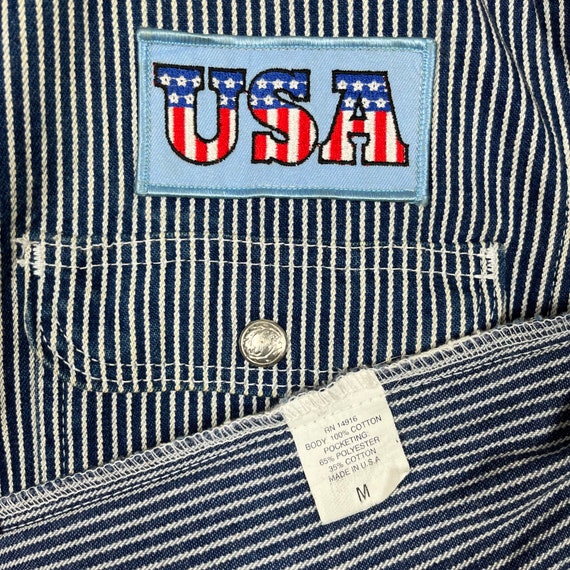 USA
RN 14916
BODY 100% COTTON
POCKETING:
65% POLYESTER
35% COTTON
MADE IN U.S.A
M